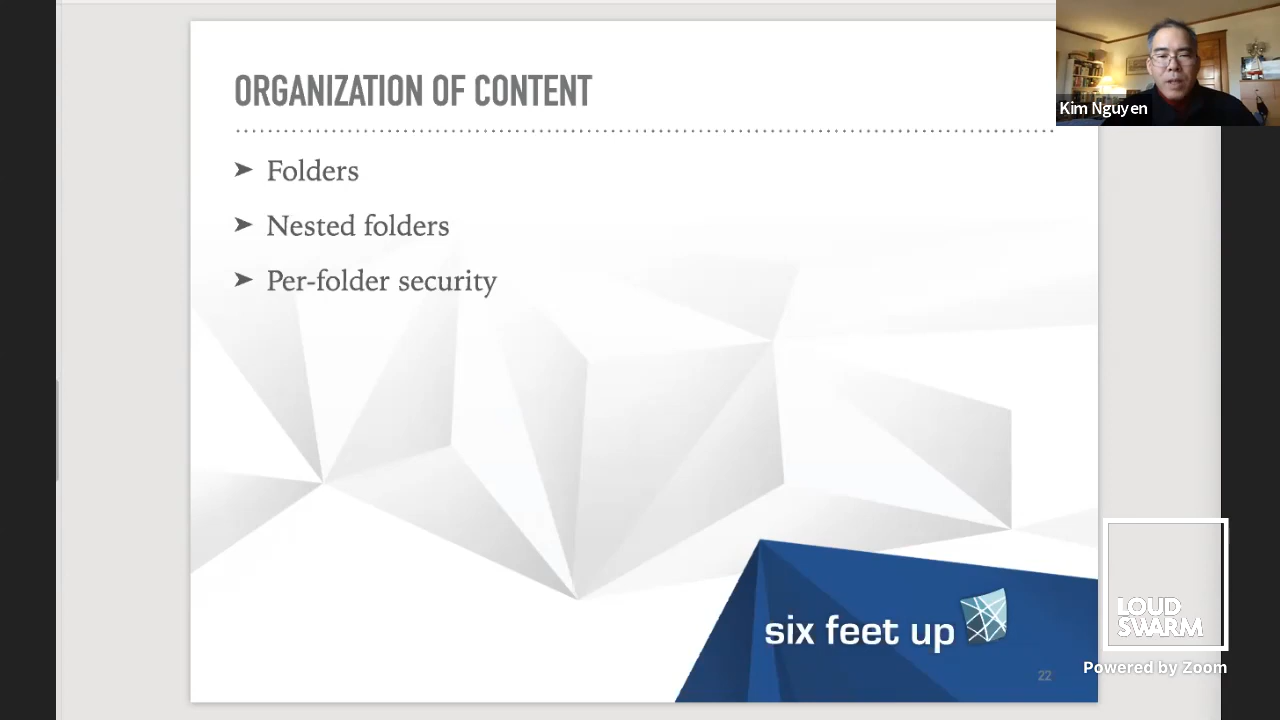 ORGANIZATION OF CONTENT
Kim Nguyen
➤ Folders
➤ Nested folders
➤ Per-folder security
six feet up
22
LOUD
SWARM
Powered by Zoom